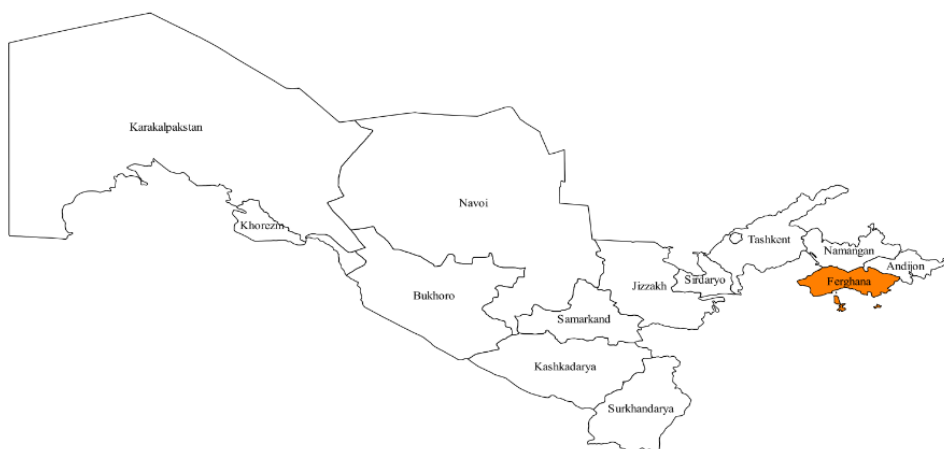 Karakalpakstan
Navoi
Khorezm
Tashkent
Namangan
Andijon
Ferghana
Sirdaryo
Jizzakh
Bukhoro
Samarkand
Kashkadarya
Surkhandarya